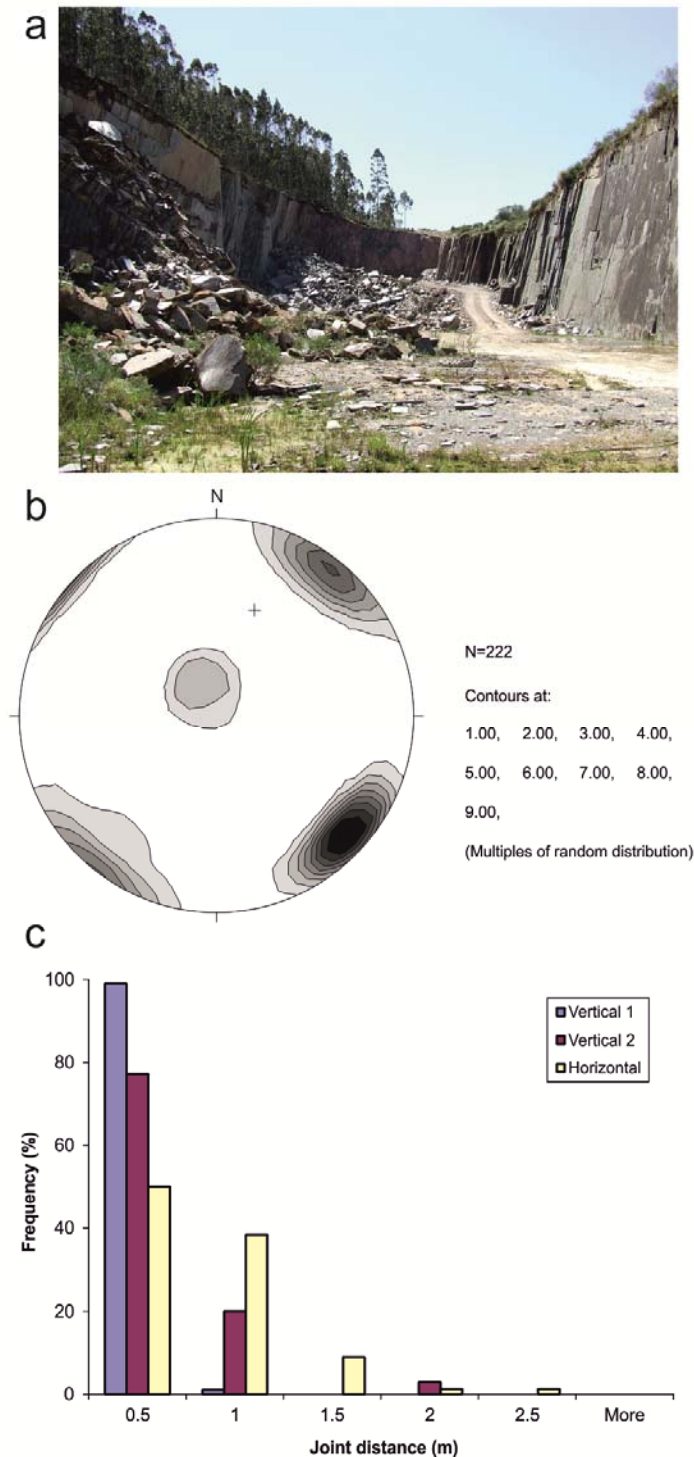 a
b
N
N=222
Contours at:
1.00, 2.00, 3.00, 4.00,
5.00, 6.00, 7.00, 8.00,
9.00,
(Multiples of random distribution)
c
100
80
60
40
20
0
Frequency (%)
Vertical 1
Vertical 2
Horizontal
0.5 1 1.5 2 2.5 More
Joint distance (m)